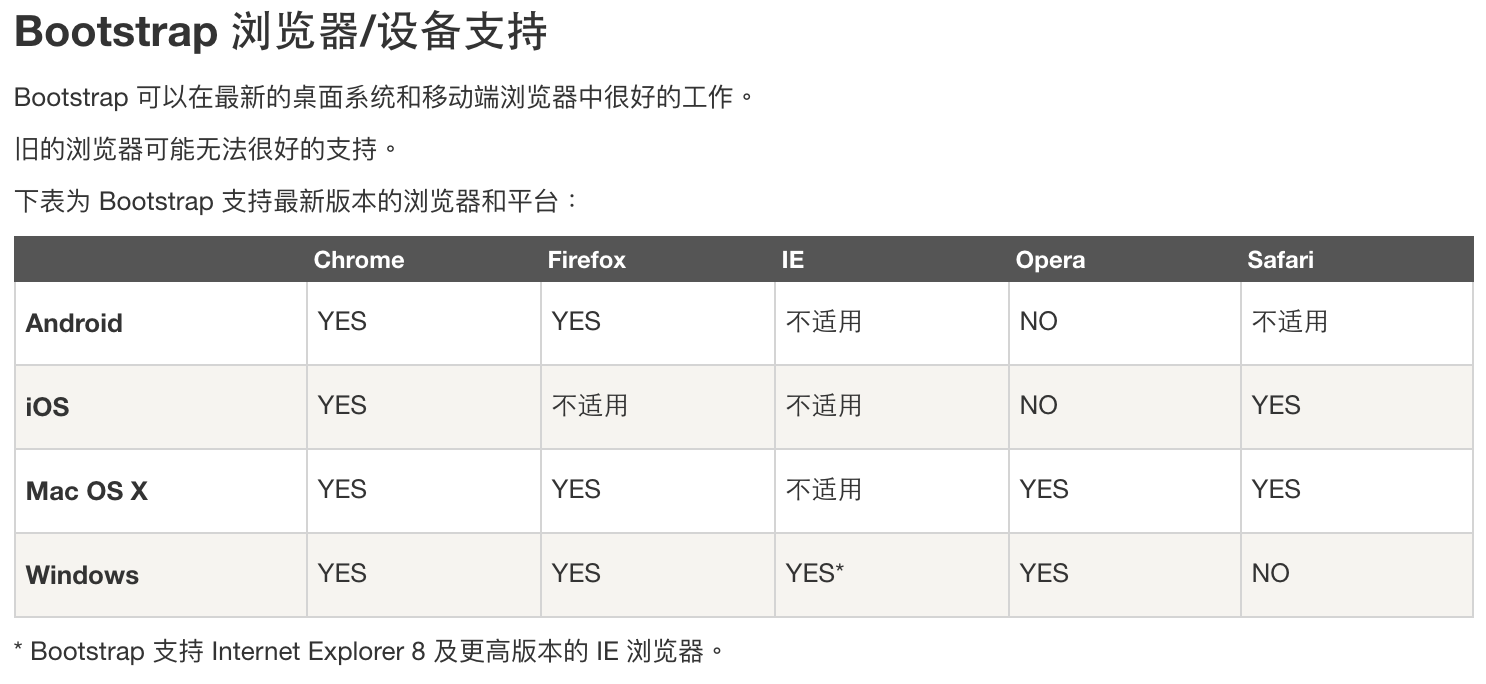 Bootstrap 浏览器/设备支持
Bootstrap 可以在最新的桌面系统和移动端浏览器中很好的工作。
旧的浏览器可能无法很好的支持。
下表为 Bootstrap 支持最新版本的浏览器和平台：
Chrome Firefox IE Opera Safari
Android YES YES 不适用 NO 不适用
iOS YES 不适用 不适用 NO YES
Mac OS X YES YES 不适用 YES YES
Windows YES YES YES* YES NO
* Bootstrap 支持 Internet Explorer 8 及更高版本的 IE 浏览器。